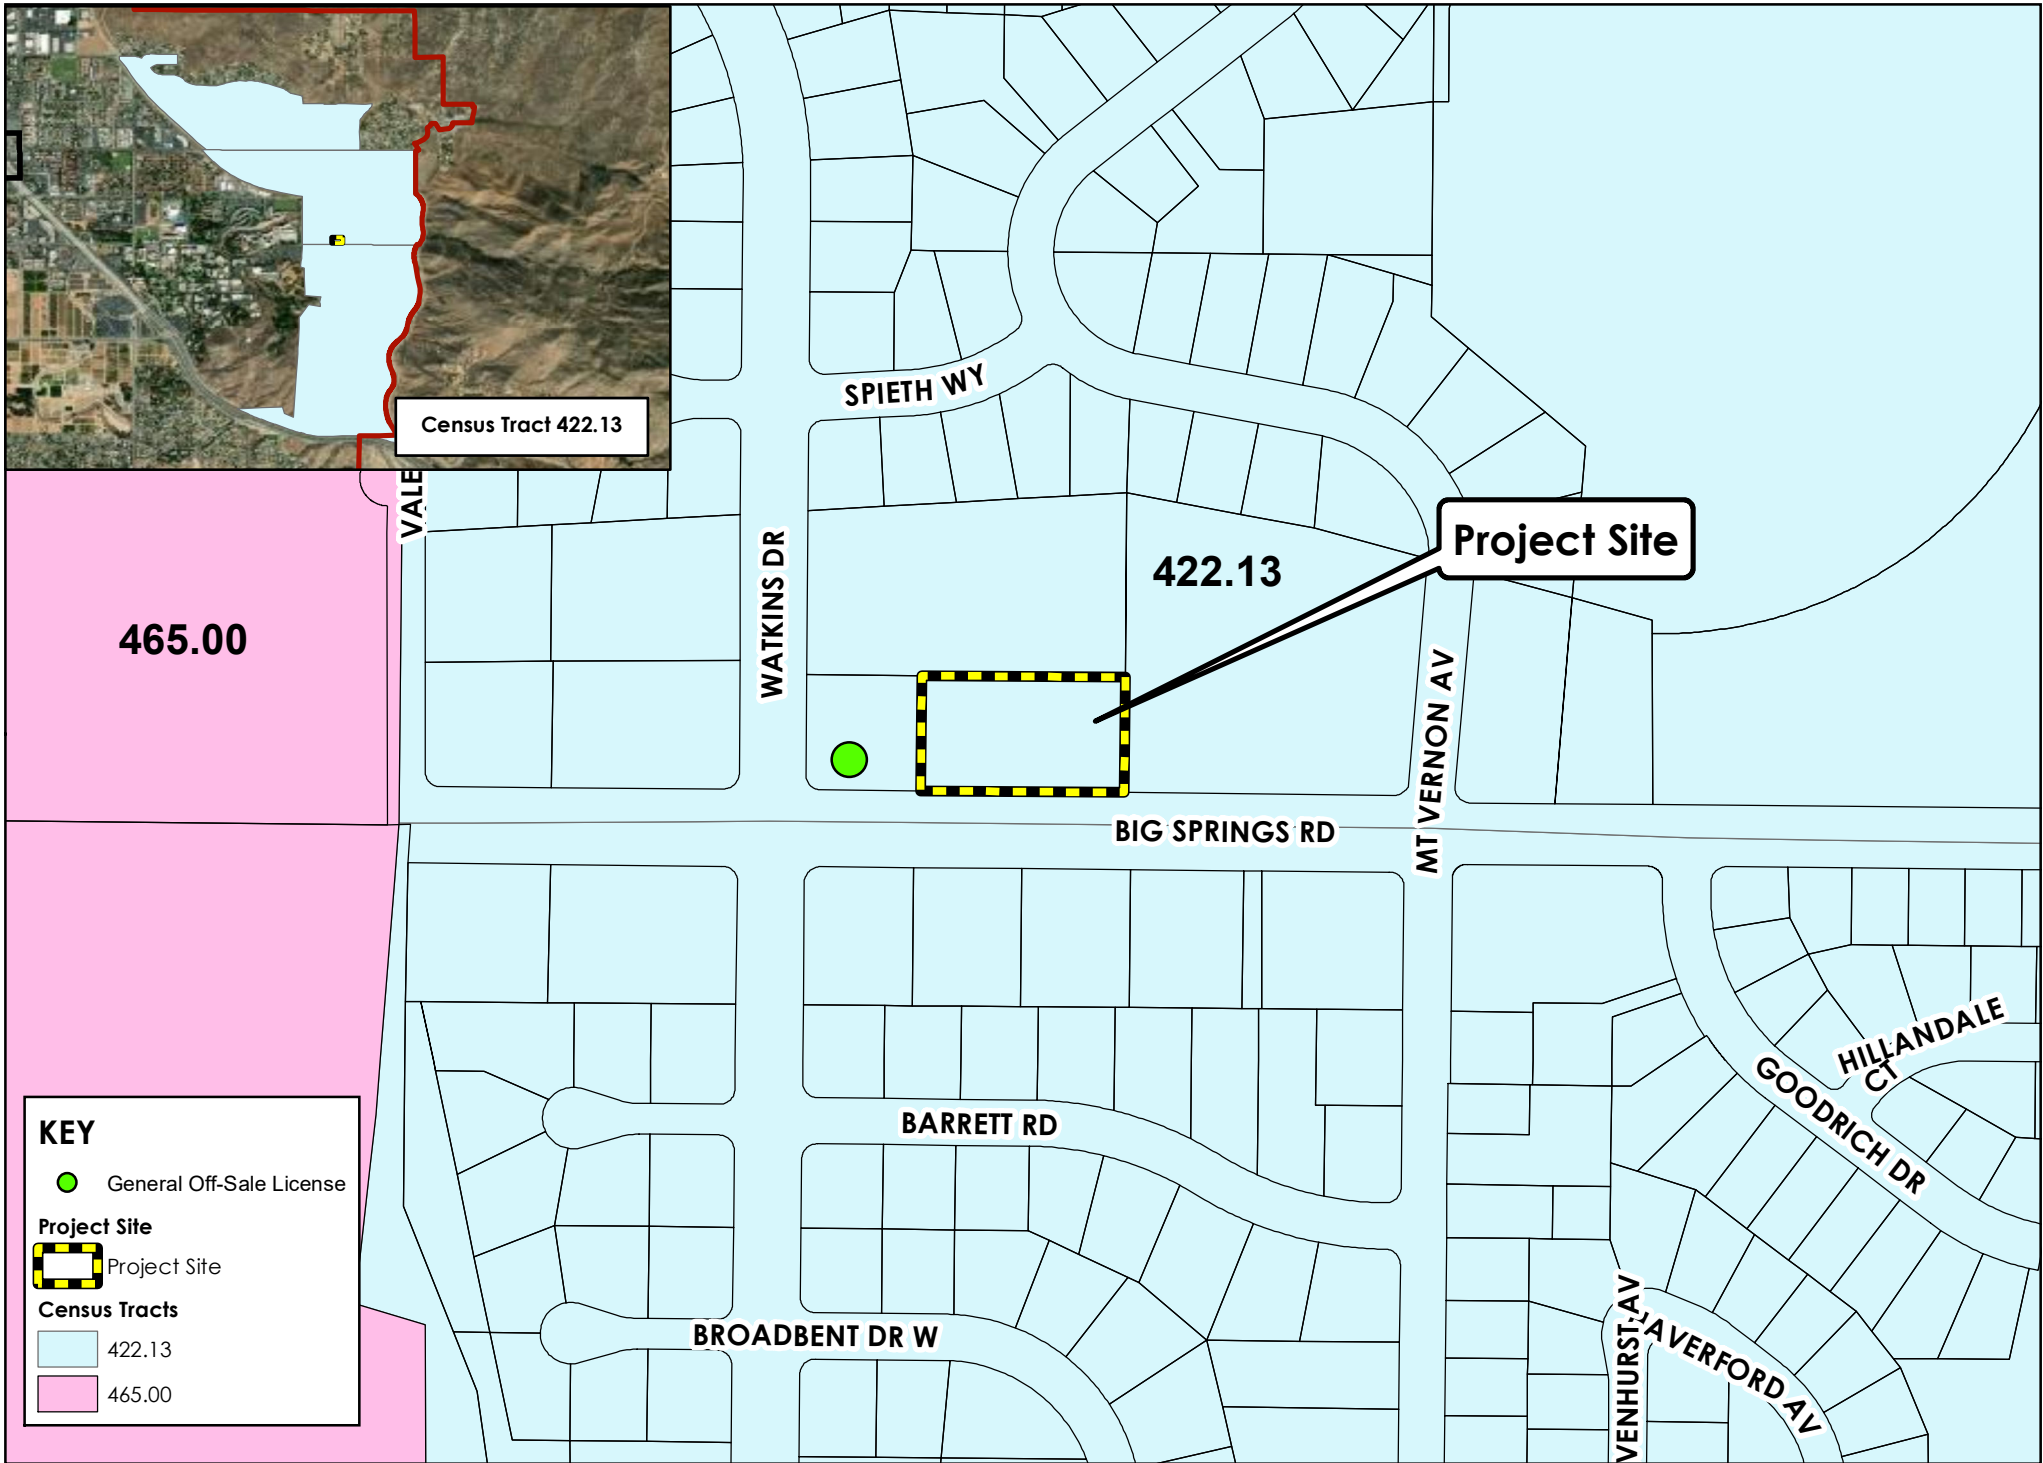 Census Tract 422.13
SPIETH WY
VALE
WATKINS DR
Project Site
422.13
465.00
MT VERNON AV
BIG SPRINGS RD
HILLANDALE
CT
GOODRICH DR
BARRETT RD
BROADBENT DR W
VENHURST AV
HAVERFORD AV
KEY
General Off-Sale License
Project Site
Project Site
Census Tracts
422.13
465.00